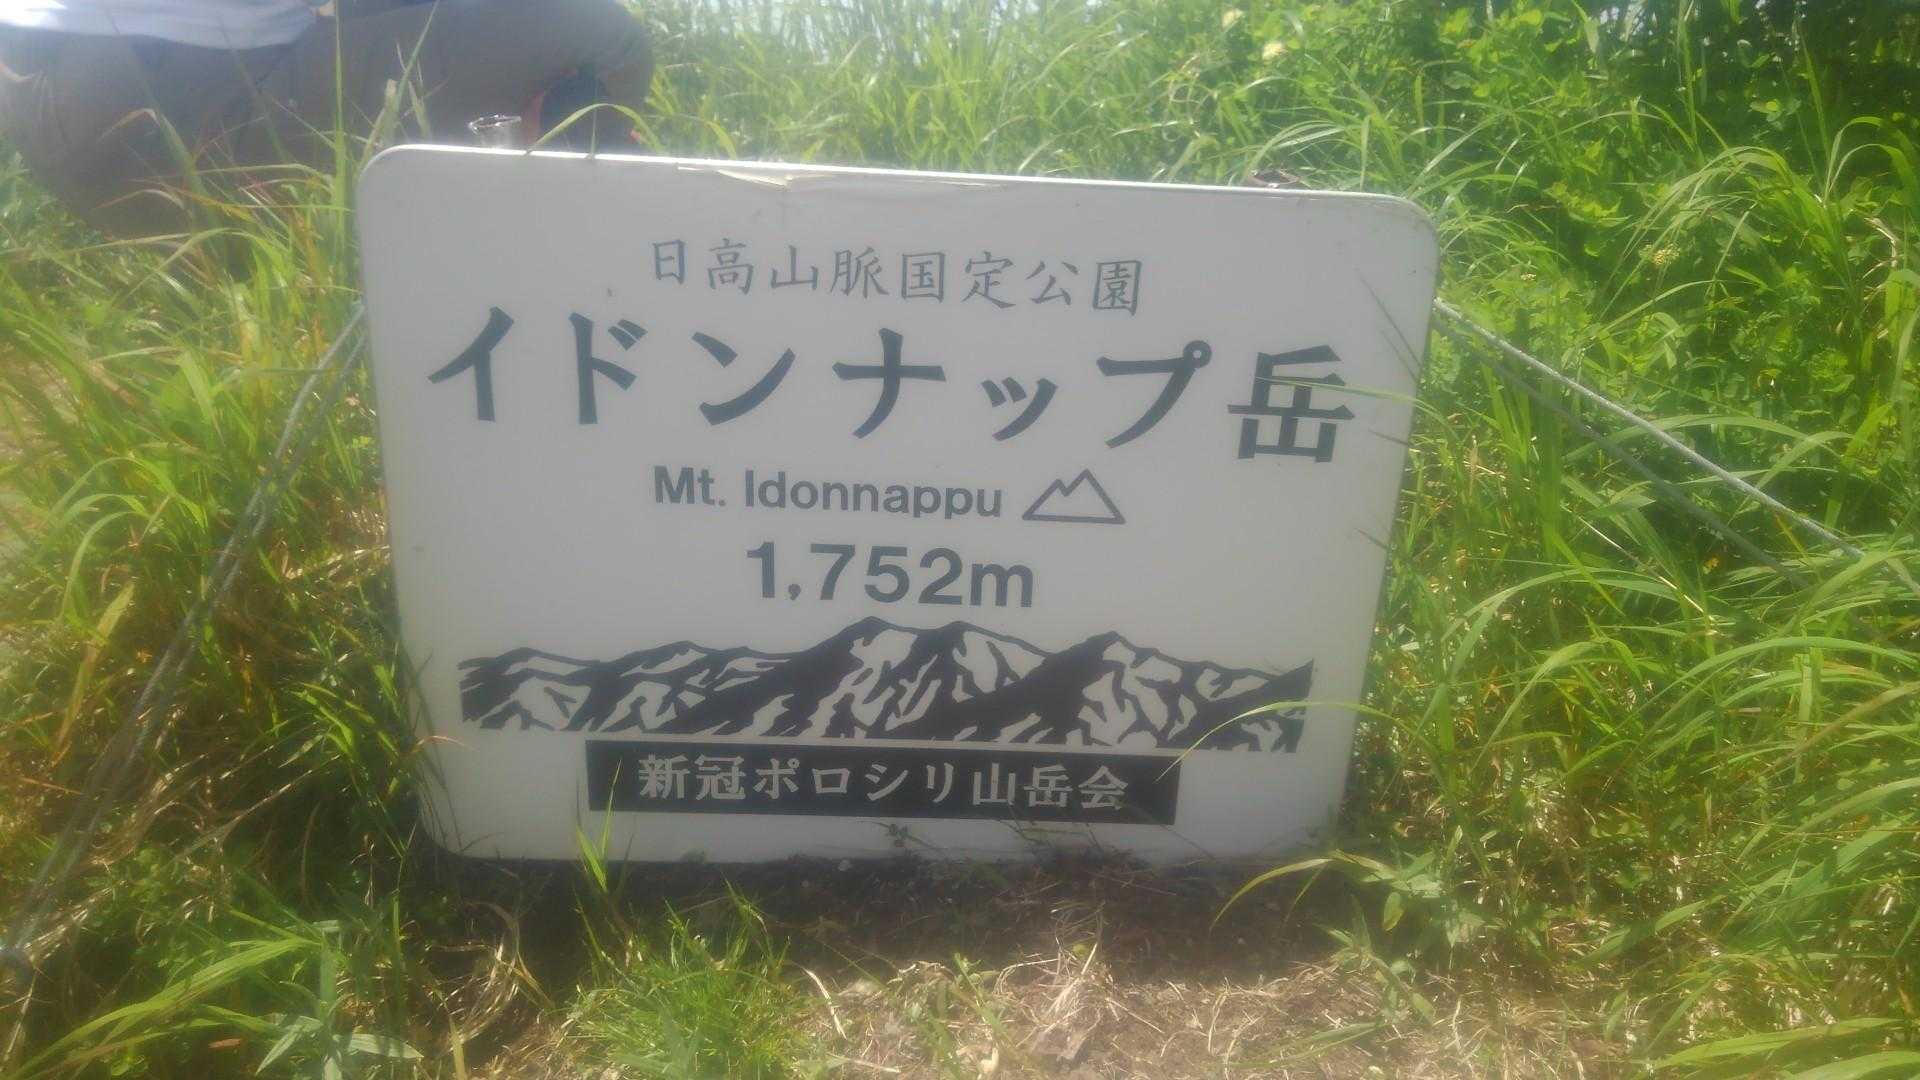 日高山脈国定公園
イドンナップ岳
Mt. Idonnappu
1,752m
新冠ポロシリ山岳会